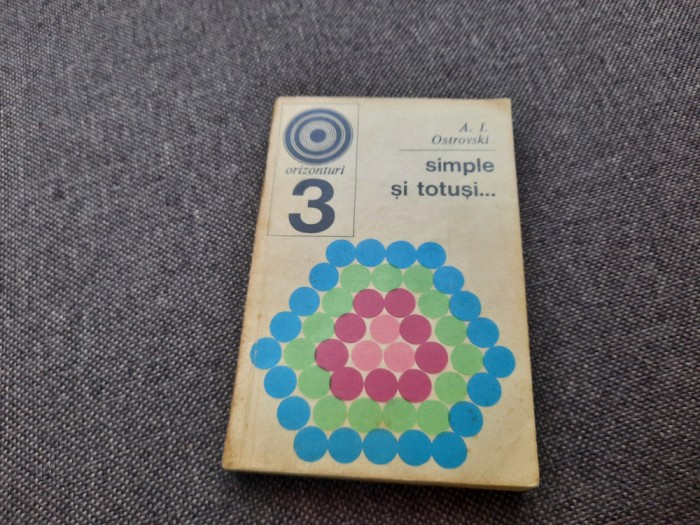 orizonturi
3
A. I.
Ostrovski
simple
și totuși...